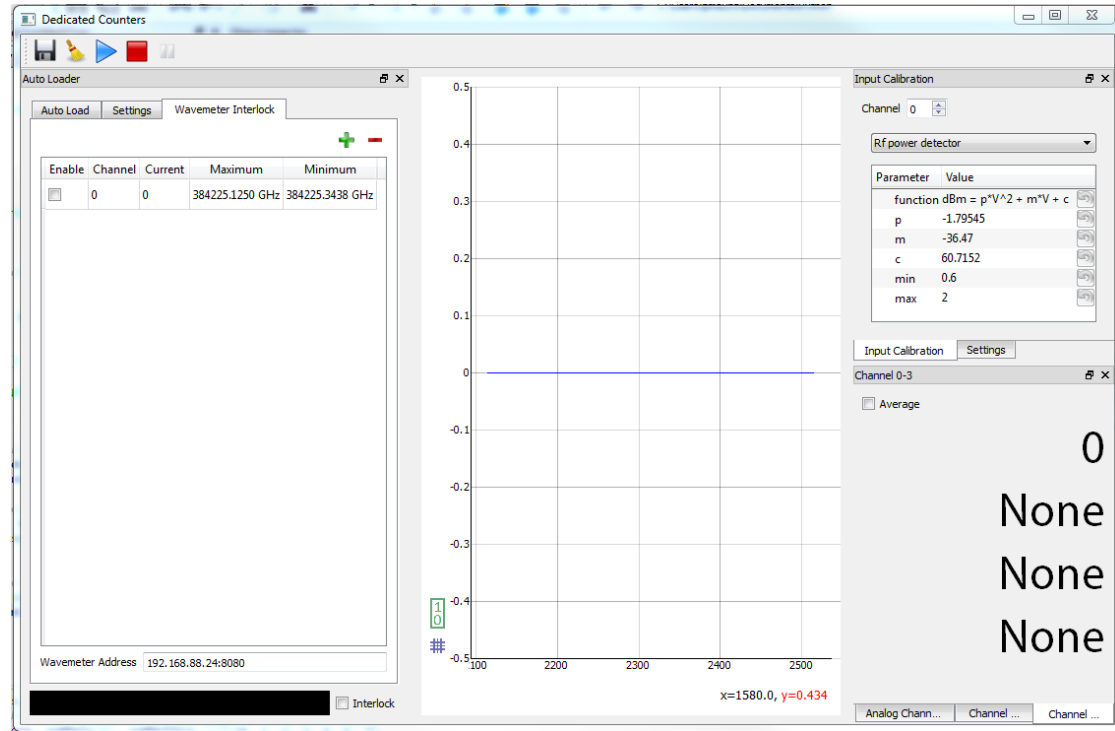 Dedicated Counters
Auto Loader
Auto Load Settings Wavemeter Interlock
Enable Channel Current Maximum Minimum
0 0 384225.1250 GHz 384225.3438 GHz
Wavemeter Address 192.168.88.24:8080
Interlock
0.5
0.4
0.3
0.2
0.1
0
-0.1
-0.2
-0.3
-0.4
-0.5
100 2200 2300 2400 2500
1
0
x=1580.0, y=0.434
Input Calibration
Channel 0
Rf power detector
Parameter Value
function dBm = p*V^2 + m*V + c
p -1.79545
m -36.47
c 60.7152
min 0.6
max 2
Input Calibration Settings
Channel 0-3
Average
0
None
None
None
Analog Chann... Channel ... Channel ...